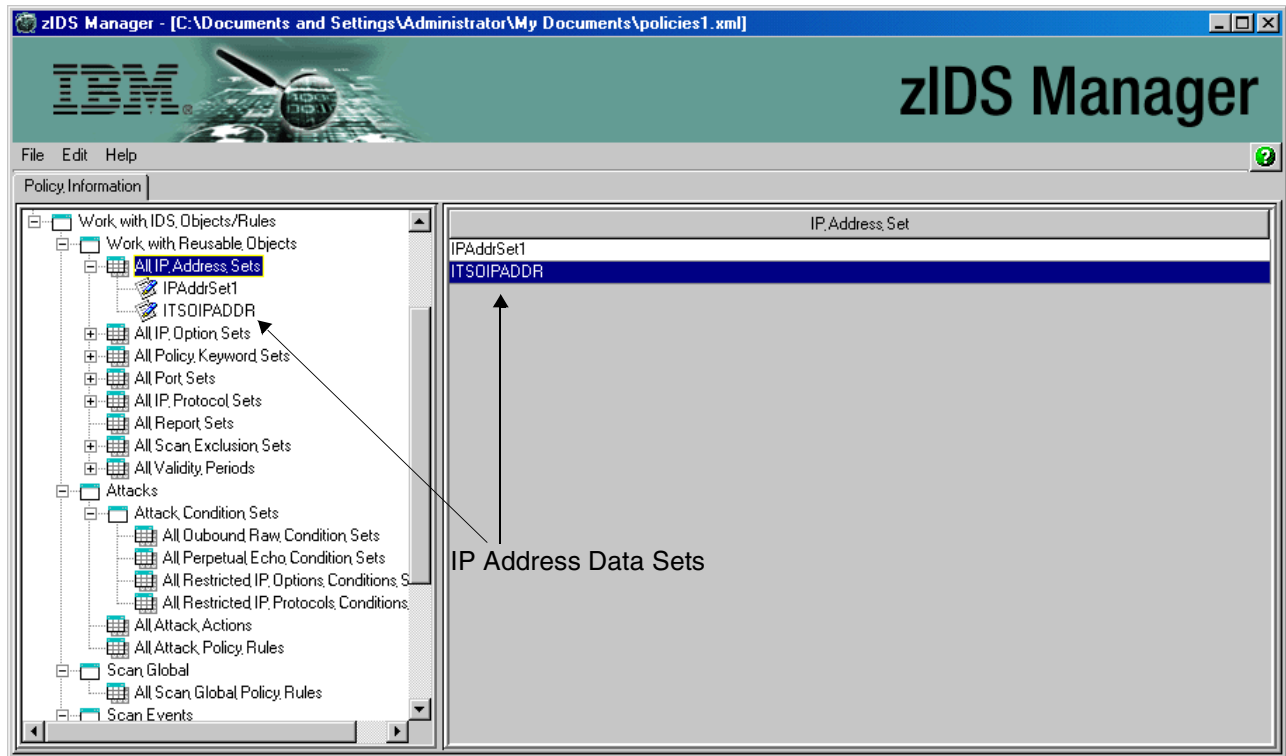 zIDS Manager - [C:\Documents and Settings\Administrator\My Documents\policies1.xml]
IBM®
zIDS Manager
File Edit Help
Policy Information
Work with IDS Objects/Rules
Work with Reusable Objects
All IP Address Sets
IPAddrSet1
ITSOIPADDR
All IP Option Sets
All Policy Keyword Sets
All Port Sets
All IP Protocol Sets
All Report Sets
All Scan Exclusion Sets
All Validity Periods
Attacks
Attack Condition Sets
All Oubound Raw Condition Sets
All Perpetual Echo Condition Sets
All Restricted IP Options Conditions S
All Restricted IP Protocols Conditions
All Attack Actions
All Attack Policy Rules
Scan Global
All Scan Global Policy Rules
Scan Events
IP Address Set
IPAddrSet1
ITSOIPADDR
IP Address Data Sets